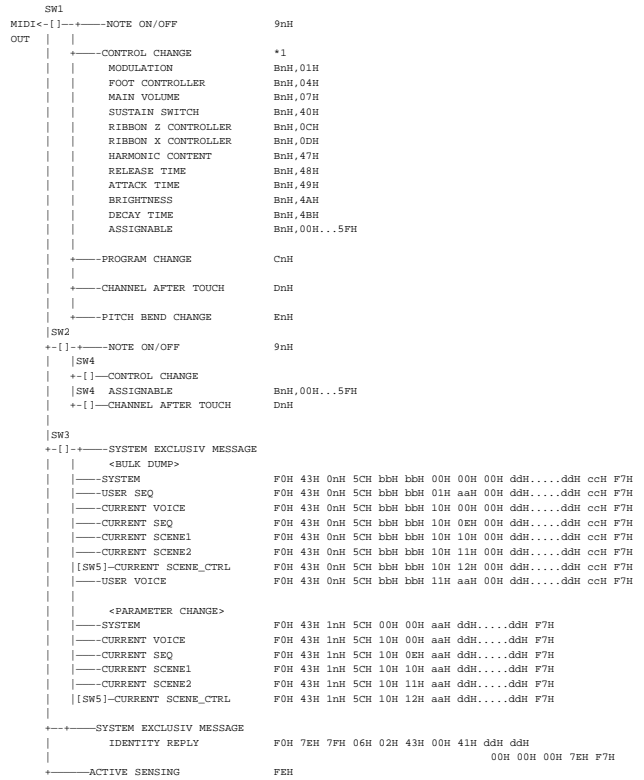 SW1
MIDI<-[]—-+——--NOTE ON/OFF 9nH
OUT | |
| +——--CONTROL CHANGE *1
| | MODULATION BnH,01H
| | FOOT CONTROLLER BnH,04H
| | MAIN VOLUME BnH,07H
| | SUSTAIN SWITCH BnH,40H
| | RIBBON Z CONTROLLER BnH,0CH
| | RIBBON X CONTROLLER BnH,0DH
| | HARMONIC CONTENT BnH,47H
| | RELEASE TIME BnH,48H
| | ATTACK TIME BnH,49H
| | BRIGHTNESS BnH,4AH
| | DECAY TIME BnH,4BH
| | ASSIGNABLE BnH,00H...5FH
| |
| +——--PROGRAM CHANGE CnH
| |
| +——--CHANNEL AFTER TOUCH DnH
| |
| +——--PITCH BEND CHANGE EnH
|SW2
+-[]-+——--NOTE ON/OFF 9nH
| |SW4
| +-[]——CONTROL CHANGE
| |SW4 ASSIGNABLE BnH,00H...5FH
| +-[]——CHANNEL AFTER TOUCH DnH
|
|SW3
+-[]-+——--SYSTEM EXCLUSIV MESSAGE
| | <BULK DUMP>
| |——--SYSTEM F0H 43H 0nH 5CH bbH bbH 00H 00H 00H ddH.....ddH ccH F7H
| |——--USER SEQ F0H 43H 0nH 5CH bbH bbH 01H aaH 00H ddH.....ddH ccH F7H
| |——--CURRENT VOICE F0H 43H 0nH 5CH bbH bbH 10H 00H 00H ddH.....ddH ccH F7H
| |——--CURRENT SEQ F0H 43H 0nH 5CH bbH bbH 10H 0EH 00H ddH.....ddH ccH F7H
| |——--CURRENT SCENE1 F0H 43H 0nH 5CH bbH bbH 10H 10H 00H ddH.....ddH ccH F7H
| |——--CURRENT SCENE2 F0H 43H 0nH 5CH bbH bbH 10H 11H 00H ddH.....ddH ccH F7H
| |[SW5]—CURRENT SCENE_CTRL F0H 43H 0nH 5CH bbH bbH 10H 12H 00H ddH.....ddH ccH F7H
| |——--USER VOICE F0H 43H 0nH 5CH bbH bbH 11H aaH 00H ddH.....ddH ccH F7H
| |
| | <PARAMETER CHANGE>
| |——--SYSTEM F0H 43H 1nH 5CH 00H 00H aaH ddH.....ddH F7H
| |——--CURRENT VOICE F0H 43H 1nH 5CH 10H 00H aaH ddH.....ddH F7H
| |——--CURRENT SEQ F0H 43H 1nH 5CH 10H 0EH aaH ddH.....ddH F7H
| |——--CURRENT SCENE1 F0H 43H 1nH 5CH 10H 10H aaH ddH.....ddH F7H
| |——--CURRENT SCENE2 F0H 43H 1nH 5CH 10H 11H aaH ddH.....ddH F7H
| |[SW5]—CURRENT SCENE_CTRL F0H 43H 1nH 5CH 10H 12H aaH ddH.....ddH F7H
|
+—-+————SYSTEM EXCLUSIV MESSAGE
| IDENTITY REPLY F0H 7EH 7FH 06H 02H 43H 00H 41H ddH ddH
| 00H 00H 00H 7EH F7H
+——————ACTIVE SENSING FEH